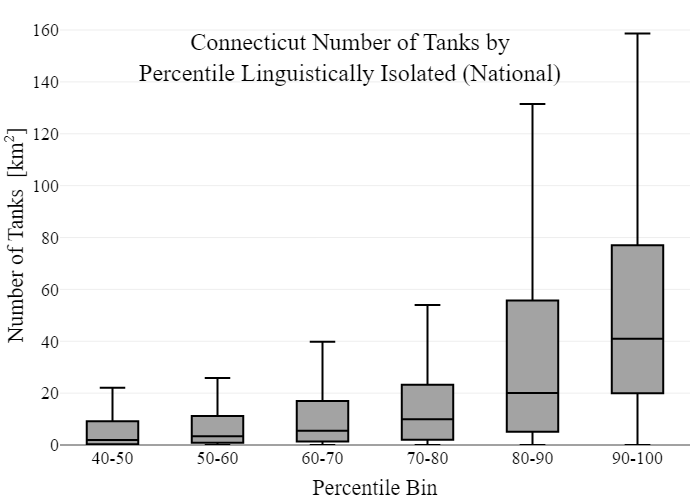 Connecticut Number of Tanks by
Percentile Linguistically Isolated (National)
Number of Tanks [km²]
160
140
120
100
80
60
40
20
0
40-50 50-60 60-70 70-80 80-90 90-100
Percentile Bin